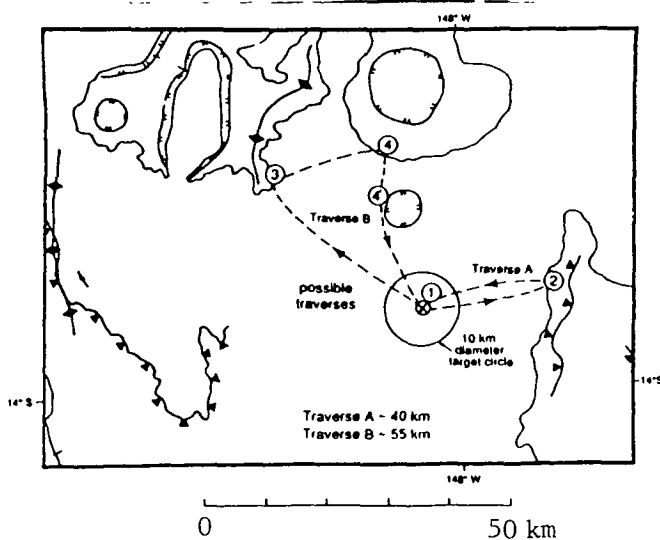 148° W
4
3
4
Traverse B
Traverse A
2
possible
traverses
1
10 km
diameter
target circle
14° S
14° S
Traverse A ~ 40 km
Traverse B ~ 55 km
148° W
0
50 km